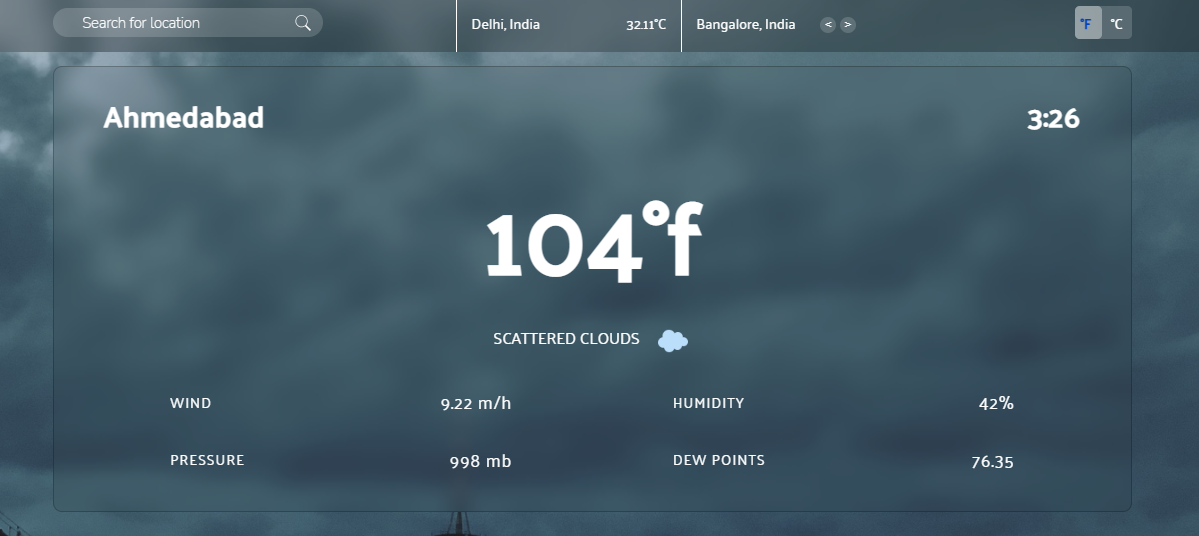 Search for location Delhi, India 32.11°C Bangalore, India < > °F °C
Ahmedabad 3:26
104°f
SCATTERED CLOUDS
WIND 9.22 m/h HUMIDITY 42%
PRESSURE 998 mb DEW POINTS 76.35